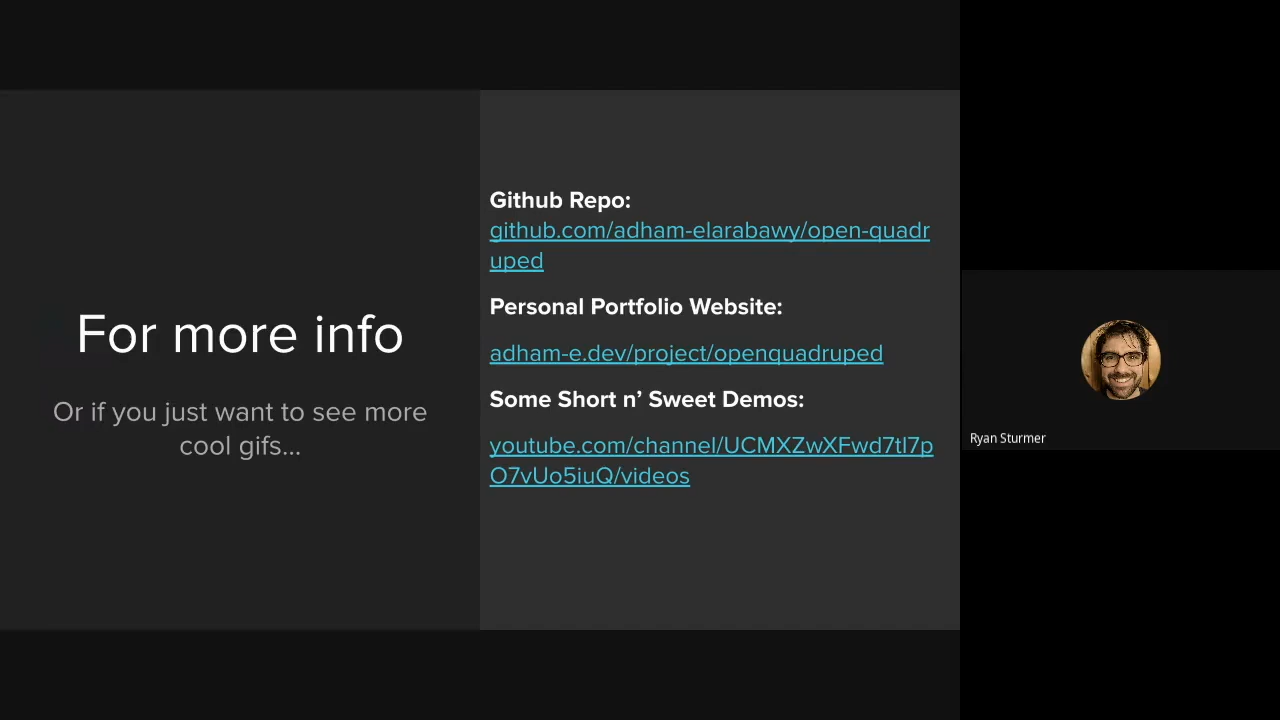 For more info
Or if you just want to see more
cool gifs...
Github Repo:
github.com/adham-elarabawy/open-quadr
uped
Personal Portfolio Website:
adham-e.dev/project/openquadruped
Some Short n’ Sweet Demos:
youtube.com/channel/UCMXZwXFwd7tl7p
O7vUo5iuQ/videos
Ryan Sturmer